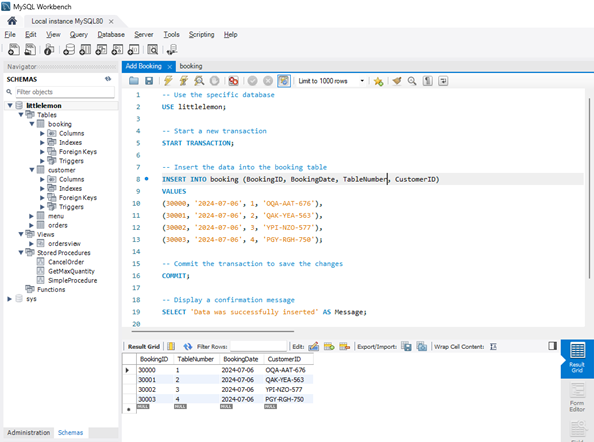 MySQL Workbench
Local instance MySQL80 ×
File Edit View Query Database Server Tools Scripting Help
Navigator
SCHEMAS
Filter objects
littlelemon
Tables
booking
Columns
Indexes
Foreign Keys
Triggers
customer
Columns
Indexes
Foreign Keys
Triggers
menu
orders
Views
ordersview
Stored Procedures
CancelOrder
GetMaxQuantity
SimpleProcedure
Functions
sys
Administration Schemas
Add Booking × booking
Limit to 1000 rows
1 -- Use the specific database
2 USE littlelemon;
3
4 -- Start a new transaction
5 START TRANSACTION;
6
7 -- Insert the data into the booking table
8 INSERT INTO booking (BookingID, BookingDate, TableNumber, CustomerID)
9 VALUES
10 (30000, '2024-07-06', 1, 'OQA-AAT-676'),
11 (30001, '2024-07-06', 2, 'QAK-YEA-563'),
12 (30002, '2024-07-06', 3, 'YPI-NZO-577'),
13 (30003, '2024-07-06', 4, 'PGY-RGH-750');
14
15 -- Commit the transaction to save the changes
16 COMMIT;
17
18 -- Display a confirmation message
19 SELECT 'Data was successfully inserted' AS Message;
20
Result Grid Filter Rows: Edit: Export/Import: Wrap Cell Content:
BookingID TableNumber BookingDate CustomerID
30000 1 2024-07-06 OQA-AAT-676
30001 2 2024-07-06 QAK-YEA-563
30002 3 2024-07-06 YPI-NZO-577
30003 4 2024-07-06 PGY-RGH-750
NULL NULL NULL NULL
Result
Grid
Form
Editor